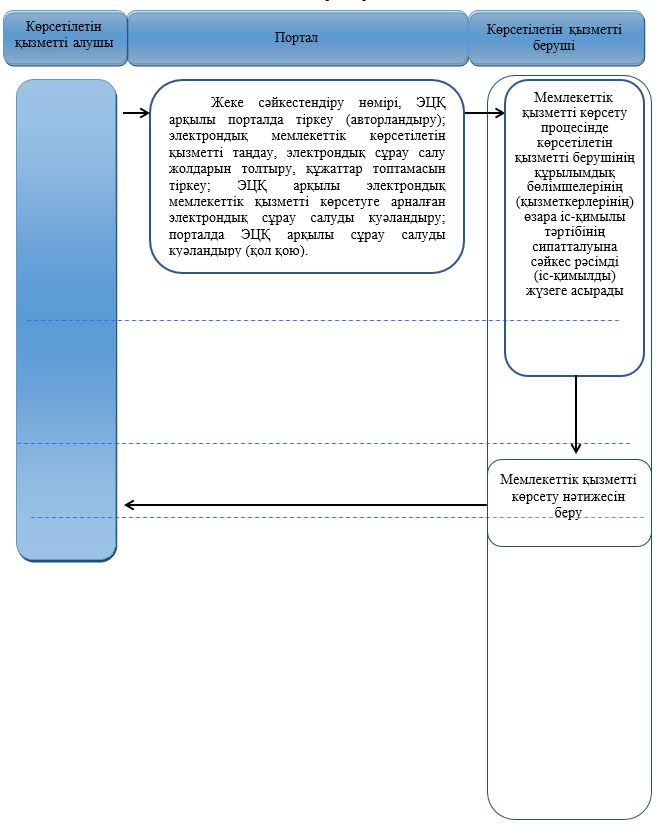 Көрсетілетін
қызметті алушы
Портал
Көрсетілетін қызметті
беруші
Жеке сәйкестендіру нөмірі, ЭЦҚ
арқылы порталда тіркеу (авторландыру);
электрондық мемлекеттік көрсетілетін
қызметті таңдау, электрондық сұрау салу
жолдарын толтыру, құжаттар топтамасын
тіркеу; ЭЦҚ арқылы электрондық
мемлекеттік қызметті көрсетуге арналған
электрондық сұрау салуды куәландыру;
порталда ЭЦҚ арқылы сұрау салуды
куәландыру (қол қою).
Мемлекеттік
қызметті көрсету
процесінде
көрсетілетін
қызметті берушінің
құрылымдық
бөлімшелерінің
(қызметкерлерінің)
өзара іс-қимылы
тәртібінің
сипатталуына
сәйкес рәсімді
(іс-қимылды)
жүзеге асырады
Мемлекеттік қызметті
көрсету нәтижесін
беру